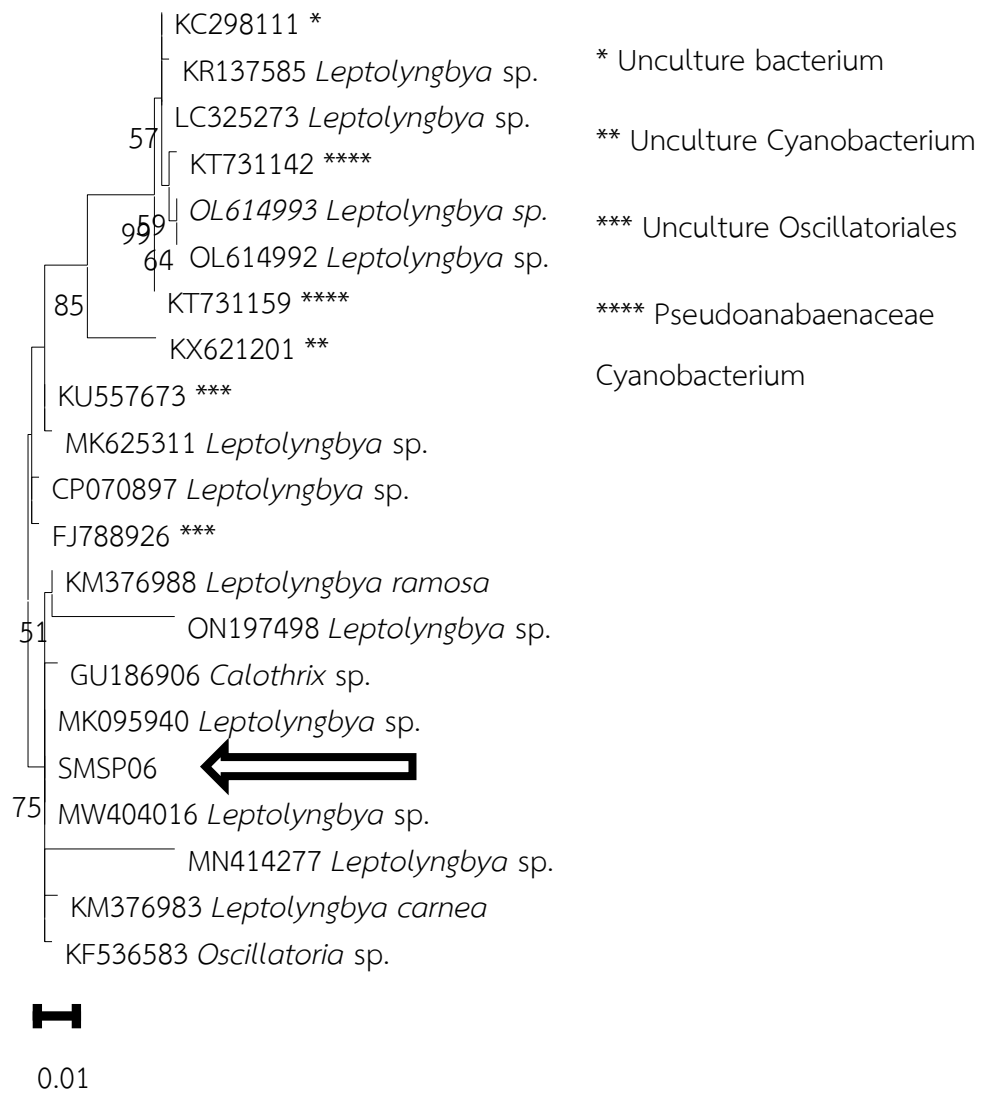 KC298111 *
KR137585 Leptolyngbya sp.
LC325273 Leptolyngbya sp.
57
KT731142 ****
OL614993 Leptolyngbya sp.
59
99
OL614992 Leptolyngbya sp.
64
KT731159 ****
85
KX621201 **
KU557673 ***
MK625311 Leptolyngbya sp.
CP070897 Leptolyngbya sp.
FJ788926 ***
KM376988 Leptolyngbya ramosa
ON197498 Leptolyngbya sp.
51
GU186906 Calothrix sp.
MK095940 Leptolyngbya sp.
SMSP06
75
MW404016 Leptolyngbya sp.
MN414277 Leptolyngbya sp.
KM376983 Leptolyngbya carnea
KF536583 Oscillatoria sp.
0.01
* Unculture bacterium
** Unculture Cyanobacterium
*** Unculture Oscillatoriales
**** Pseudoanabaenaceae
Cyanobacterium